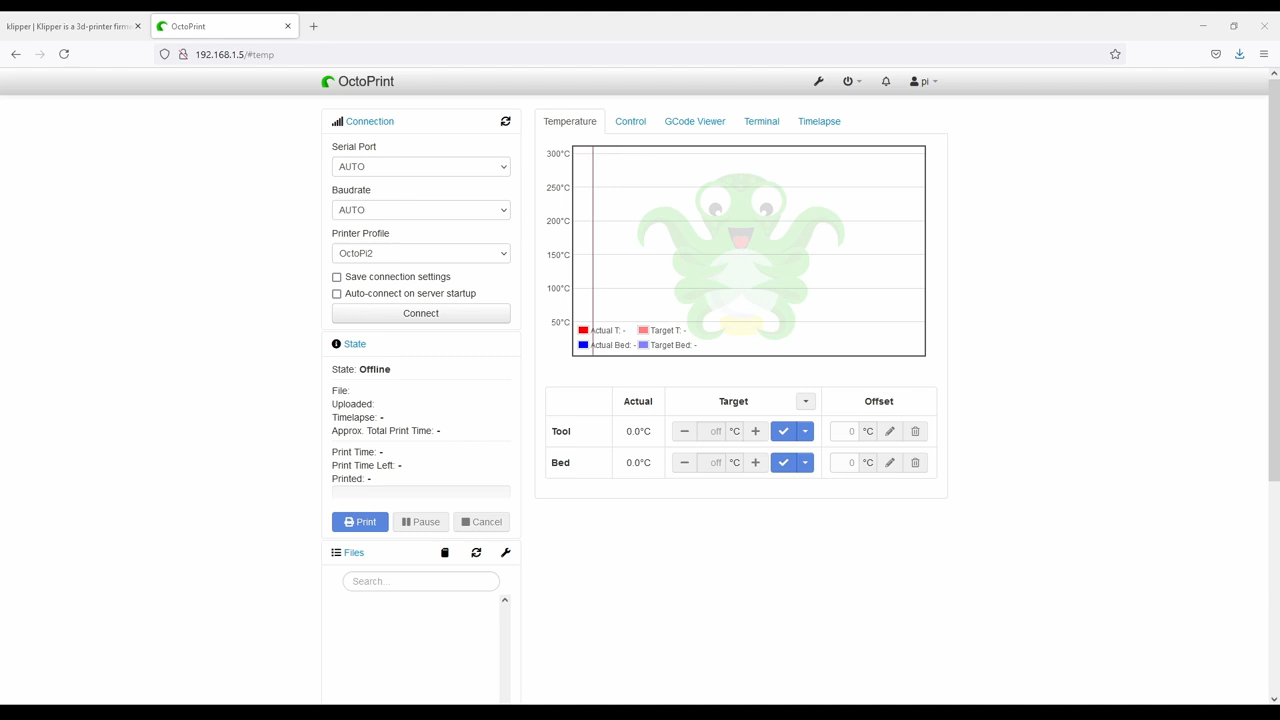 klipper | Klipper is a 3d-printer firm
OctoPrint
192.168.1.5/#temp
OctoPrint
pi
Connection
Serial Port
AUTO
Baudrate
AUTO
Printer Profile
OctoPi2
Save connection settings
Auto-connect on server startup
Connect
State
State: Offline
File:
Uploaded:
Timelapse: -
Approx. Total Print Time: -
Print Time: -
Print Time Left: -
Printed: -
Print Pause Cancel
Files
Search...
Temperature Control GCode Viewer Terminal Timelapse
300°C
250°C
200°C
150°C
100°C
50°C
Actual T: - Target T: -
Actual Bed: - Target Bed: -
Actual Target Offset
Tool 0.0°C off °C 0 °C
Bed 0.0°C off °C 0 °C